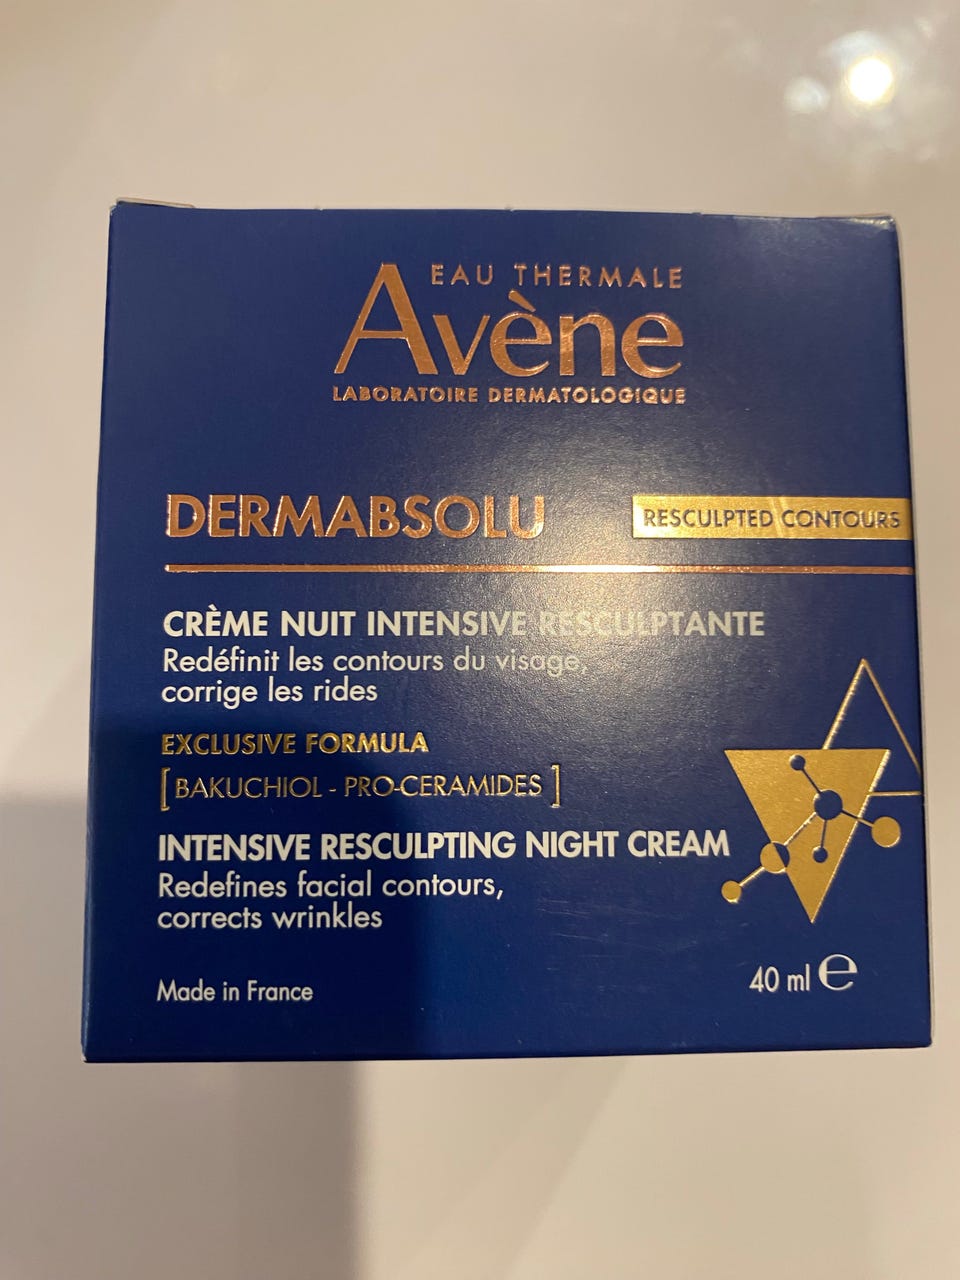 EAU THERMALE
Avène
LABORATOIRE DERMATOLOGIQUE
DERMABSOLU
RESCULPTED CONTOURS
CRÈME NUIT INTENSIVE RESCULPTANTE
Redéfinit les contours du visage,
corrige les rides
EXCLUSIVE FORMULA
[BAKUCHIOL - PRO-CERAMIDES]
INTENSIVE RESCULPTING NIGHT CREAM
Redefines facial contours,
corrects wrinkles
Made in France
40 ml ℮